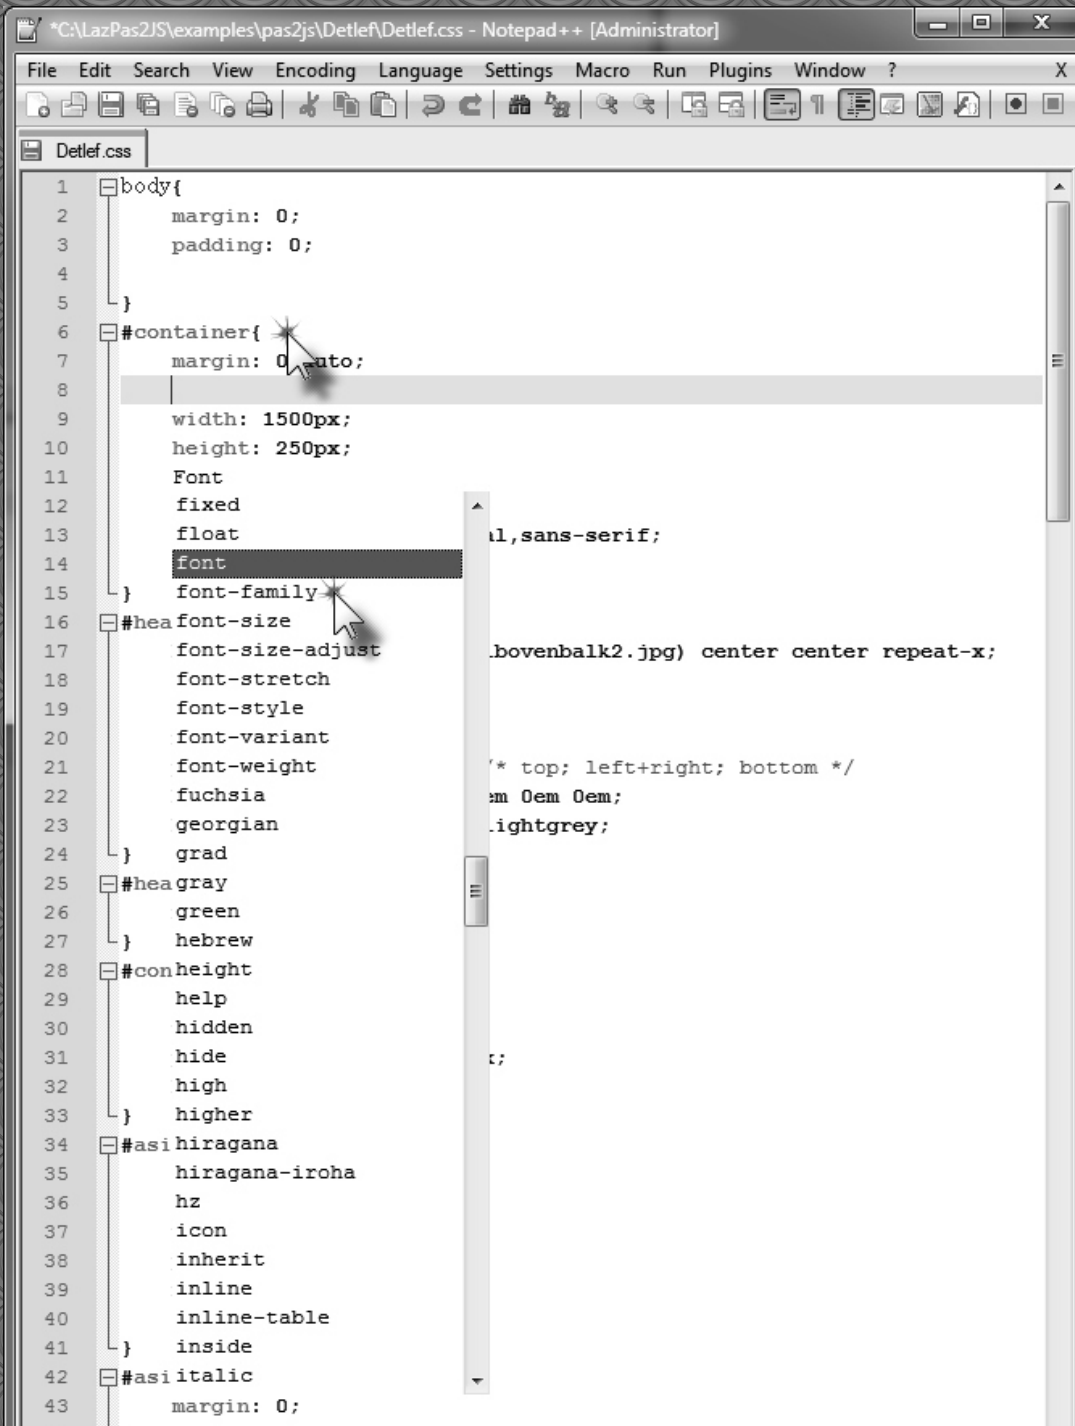 *C:\LazPas2JS\examples\pas2js\Detlef\Detlef.css - Notepad++ [Administrator]
File Edit Search View Encoding Language Settings Macro Run Plugins Window ? X
Detlef.css
1 body{
2 margin: 0;
3 padding: 0;
4
5 }
6 #container{
7 margin: 0 auto;
8
9 width: 1500px;
10 height: 250px;
11 Font
12 fixed
13 float al,sans-serif;
14 font
15 } font-family
16 #hea font-size
17 font-size-adjust bovenbalk2.jpg) center center repeat-x;
18 font-stretch
19 font-style
20 font-variant
21 font-weight /* top; left+right; bottom */
22 fuchsia em 0em 0em;
23 georgian lightgrey;
24 } grad
25 #hea gray
26 green
27 } hebrew
28 #con height
29 help
30 hidden
31 hide x;
32 high
33 } higher
34 #asi hiragana
35 hiragana-iroha
36 hz
37 icon
38 inherit
39 inline
40 inline-table
41 } inside
42 #asi italic
43 margin: 0;